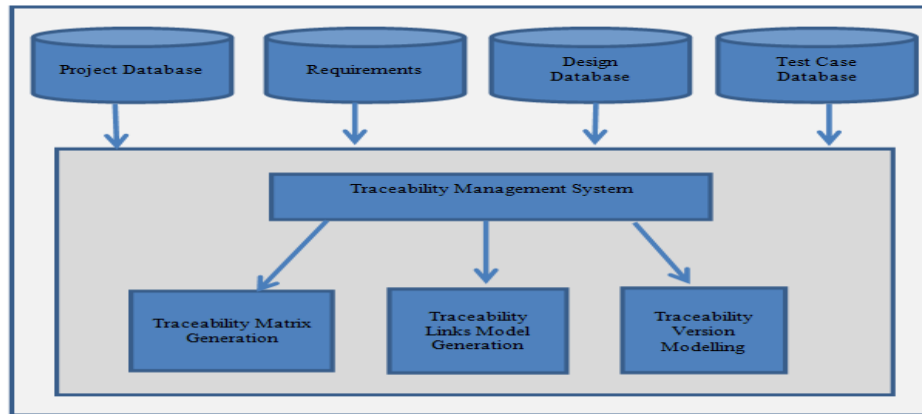 Project Database
Requirements
Design
Database
Test Case
Database
Traceability Management System
Traceability Matrix
Generation
Traceability
Links Model
Generation
Traceability
Version
Modelling